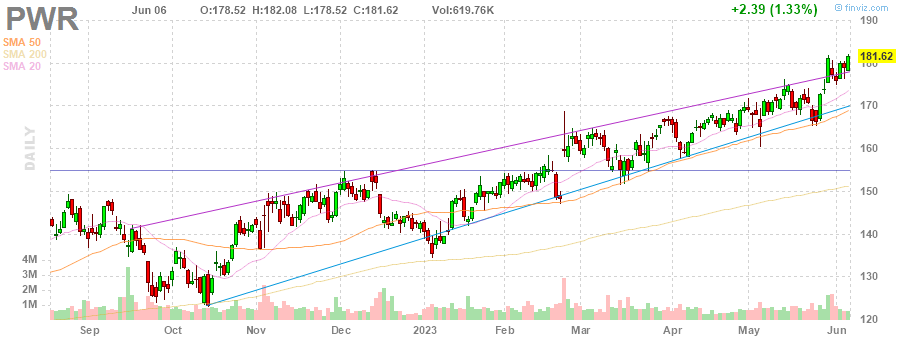 PWR Jun 06 O:178.52 H:182.08 L:178.52 C:181.62 Vol:619.76K +2.39 (1.33%) © finviz.com
SMA 50
SMA 200
SMA 20
DAILY
190
181.62
180
170
160
150
140
130
120
4M
3M
2M
1M
Sep Oct Nov Dec 2023 Feb Mar Apr May Jun